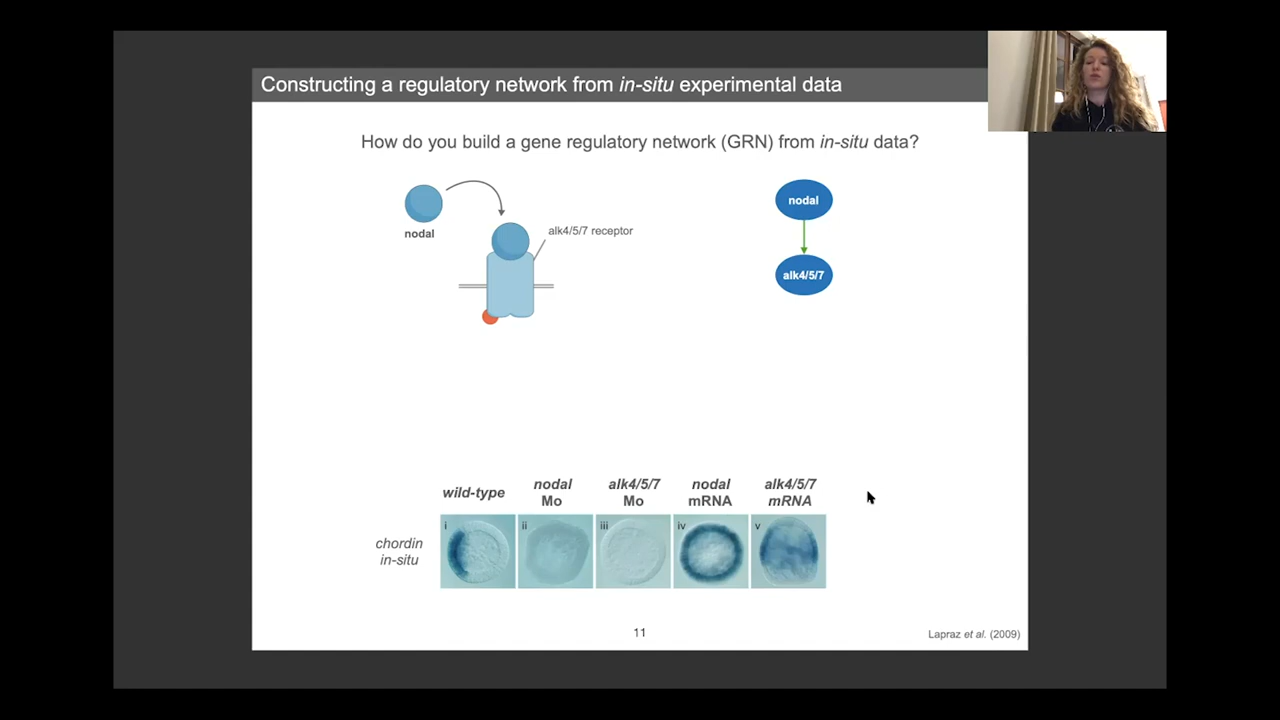 Constructing a regulatory network from in-situ experimental data
How do you build a gene regulatory network (GRN) from in-situ data?
nodal
alk4/5/7 receptor
nodal
alk4/5/7
wild-type
nodal
Mo
alk4/5/7
Mo
nodal
mRNA
alk4/5/7
mRNA
chordin
in-situ
i
ii
iii
iv
v
11
Lapraz et al. (2009)